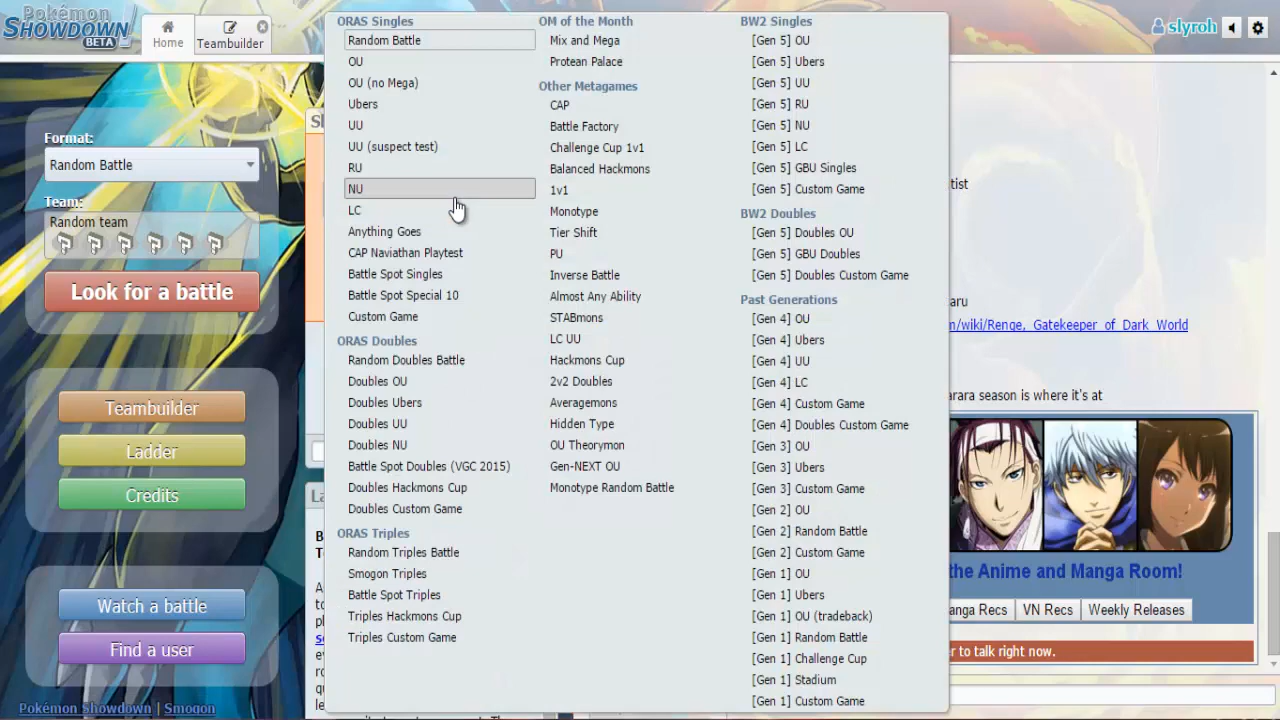 Pokémon
Showdown
BETA
Home
Teambuilder
slyroh
Format:
Random Battle
Team:
Random team
Look for a battle
Teambuilder
Ladder
Credits
Watch a battle
Find a user
Pokémon Showdown | Smogon
ORAS Singles
Random Battle
OU
OU (no Mega)
Ubers
UU
UU (suspect test)
RU
NU
LC
Anything Goes
CAP Naviathan Playtest
Battle Spot Singles
Battle Spot Special 10
Custom Game
ORAS Doubles
Random Doubles Battle
Doubles OU
Doubles Ubers
Doubles UU
Doubles NU
Battle Spot Doubles (VGC 2015)
Doubles Hackmons Cup
Doubles Custom Game
ORAS Triples
Random Triples Battle
Smogon Triples
Battle Spot Triples
Triples Hackmons Cup
Triples Custom Game
OM of the Month
Mix and Mega
Protean Palace
Other Metagames
CAP
Battle Factory
Challenge Cup 1v1
Balanced Hackmons
1v1
Monotype
Tier Shift
PU
Inverse Battle
Almost Any Ability
STABmons
LC UU
Hackmons Cup
2v2 Doubles
Averagemons
Hidden Type
OU Theorymon
Gen-NEXT OU
Monotype Random Battle
BW2 Singles
[Gen 5] OU
[Gen 5] Ubers
[Gen 5] UU
[Gen 5] RU
[Gen 5] NU
[Gen 5] LC
[Gen 5] GBU Singles
[Gen 5] Custom Game
BW2 Doubles
[Gen 5] Doubles OU
[Gen 5] GBU Doubles
[Gen 5] Doubles Custom Game
Past Generations
[Gen 4] OU
[Gen 4] Ubers
[Gen 4] UU
[Gen 4] LC
[Gen 4] Custom Game
[Gen 4] Doubles Custom Game
[Gen 3] OU
[Gen 3] Ubers
[Gen 3] Custom Game
[Gen 2] OU
[Gen 2] Random Battle
[Gen 2] Custom Game
[Gen 1] OU
[Gen 1] Ubers
[Gen 1] OU (tradeback)
[Gen 1] Random Battle
[Gen 1] Challenge Cup
[Gen 1] Stadium
[Gen 1] Custom Game
tist
aru
n/wiki/Renge,_Gatekeeper_of_Dark_World
arara season is where it's at
the Anime and Manga Room!
anga Recs
VN Recs
Weekly Releases
er to talk right now.